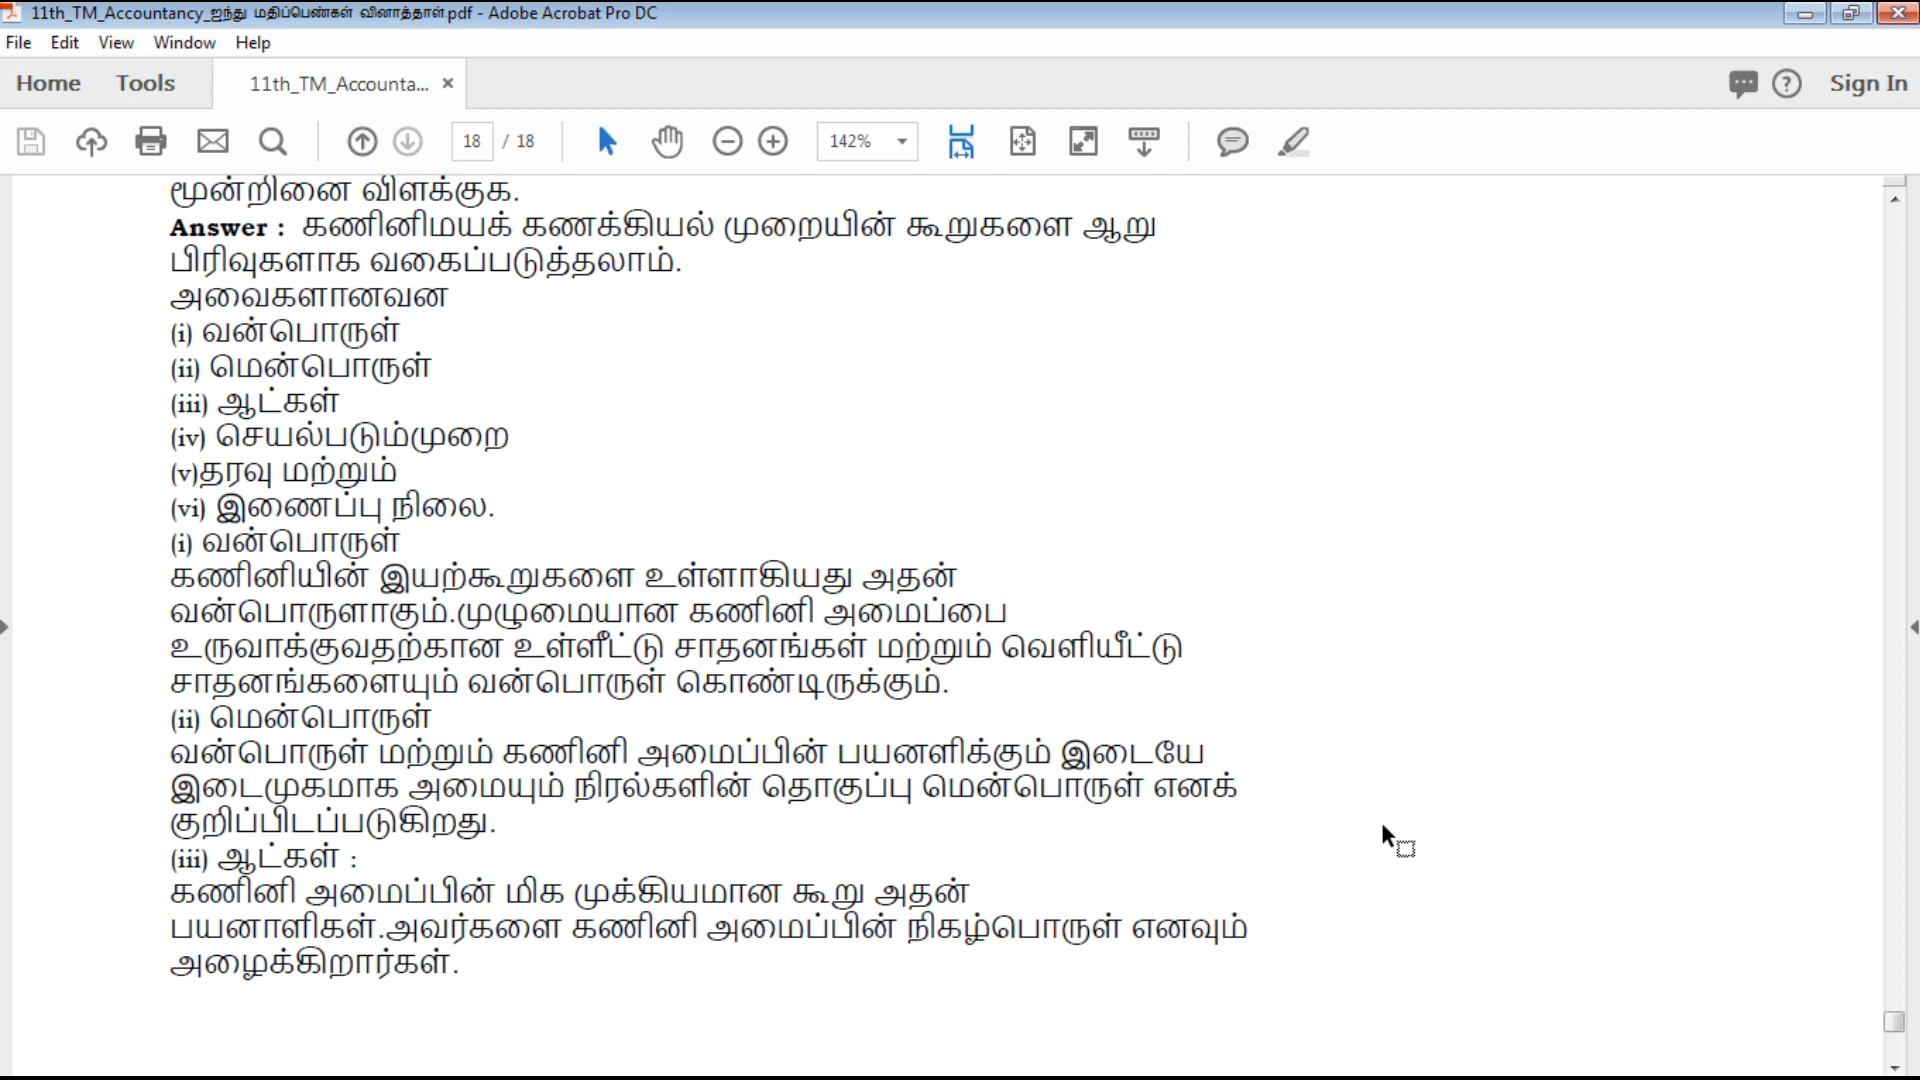 11th_TM_Accountancy_ஐந்து மதிப்பெண்கள் வினாத்தாள்.pdf - Adobe Acrobat Pro DC
File Edit View Window Help
Home Tools 11th_TM_Accounta... × Sign In
18 / 18 142%
மூன்றினை விளக்குக.
Answer : கணினிமயக் கணக்கியல் முறையின் கூறுகளை ஆறு
பிரிவுகளாக வகைப்படுத்தலாம்.
அவைகளானவன
(i) வன்பொருள்
(ii) மென்பொருள்
(iii) ஆட்கள்
(iv) செயல்படும்முறை
(v)தரவு மற்றும்
(vi) இணைப்பு நிலை.
(i) வன்பொருள்
கணினியின் இயற்கூறுகளை உள்ளாகியது அதன்
வன்பொருளாகும்.முழுமையான கணினி அமைப்பை
உருவாக்குவதற்கான உள்ளீட்டு சாதனங்கள் மற்றும் வெளியீட்டு
சாதனங்களையும் வன்பொருள் கொண்டிருக்கும்.
(ii) மென்பொருள்
வன்பொருள் மற்றும் கணினி அமைப்பின் பயனளிக்கும் இடையே
இடைமுகமாக அமையும் நிரல்களின் தொகுப்பு மென்பொருள் எனக்
குறிப்பிடப்படுகிறது.
(iii) ஆட்கள் :
கணினி அமைப்பின் மிக முக்கியமான கூறு அதன்
பயனாளிகள்.அவர்களை கணினி அமைப்பின் நிகழ்பொருள் எனவும்
அழைக்கிறார்கள்.